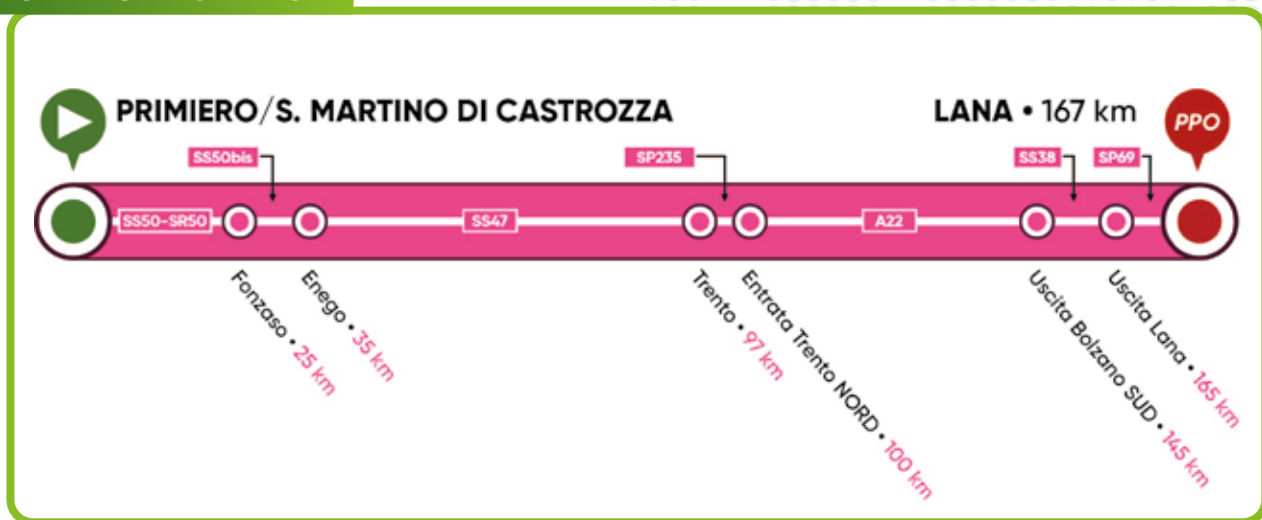 PRIMIERO/S. MARTINO DI CASTROZZA
LANA • 167 km
PPO
SS50bis
SP235
SS38
SP69
SS50-SR50
SS47
A22
Fonzaso • 25 km
Enego • 35 km
Trento • 97 km
Entrata Trento NORD • 100 km
Uscita Bolzano SUD • 145 km
Uscita Lana • 165 km